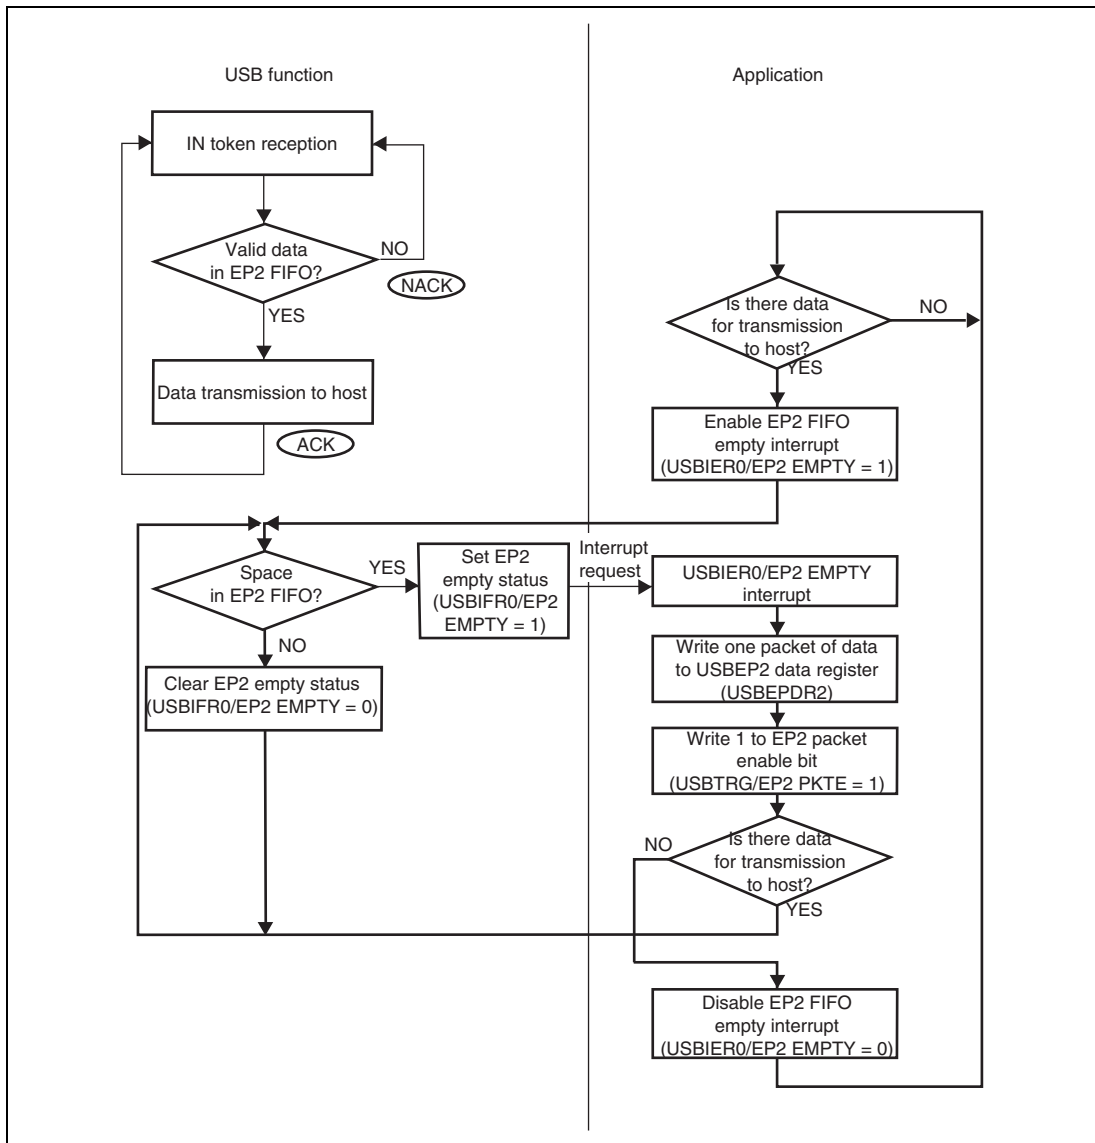 USB function
Application
IN token reception
Valid data
in EP2 FIFO?
NO
NACK
YES
Data transmission to host
ACK
Is there data
for transmission
to host?
NO
YES
Enable EP2 FIFO
empty interrupt
(USBIER0/EP2 EMPTY = 1)
Space
in EP2 FIFO?
YES
Set EP2
empty status
(USBIFR0/EP2
EMPTY = 1)
Interrupt
request
USBIER0/EP2 EMPTY
interrupt
NO
Clear EP2 empty status
(USBIFR0/EP2 EMPTY = 0)
Write one packet of data
to USBEP2 data register
(USBEPDR2)
Write 1 to EP2 packet
enable bit
(USBTRG/EP2 PKTE = 1)
NO
Is there data
for transmission
to host?
YES
Disable EP2 FIFO
empty interrupt
(USBIER0/EP2 EMPTY = 0)